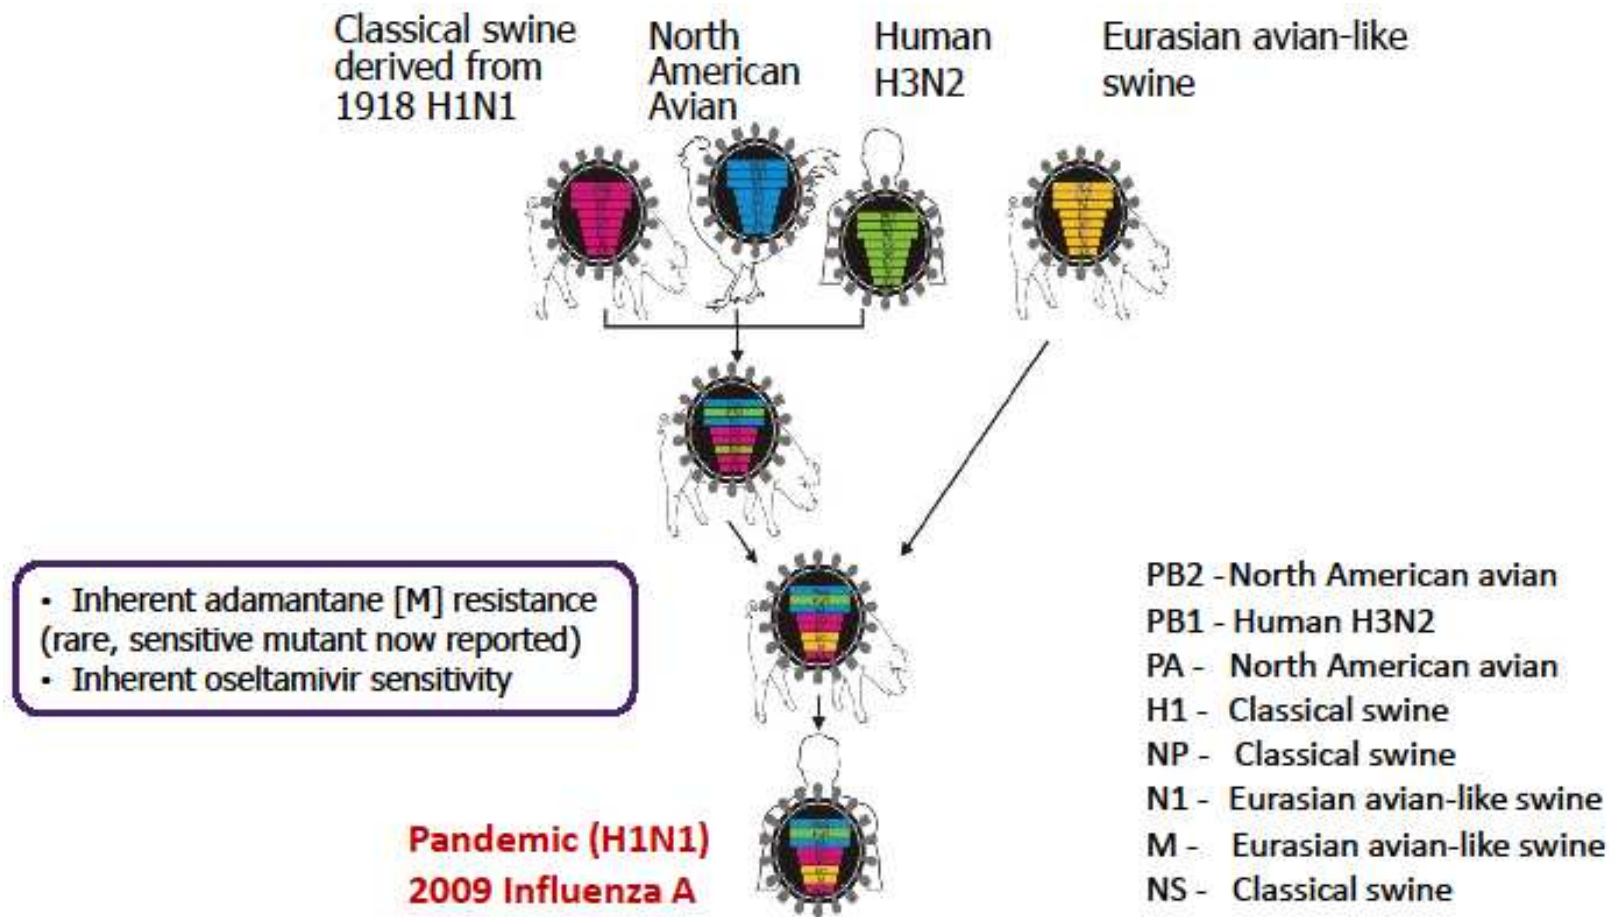 Classical swine
derived from
1918 H1N1
North
American
Avian
Human
H3N2
Eurasian avian-like
swine
• Inherent adamantane [M] resistance
(rare, sensitive mutant now reported)
• Inherent oseltamivir sensitivity
Pandemic (H1N1)
2009 Influenza A
PB2 -North American avian
PB1 - Human H3N2
PA - North American avian
H1 - Classical swine
NP - Classical swine
N1 - Eurasian avian-like swine
M - Eurasian avian-like swine
NS - Classical swine